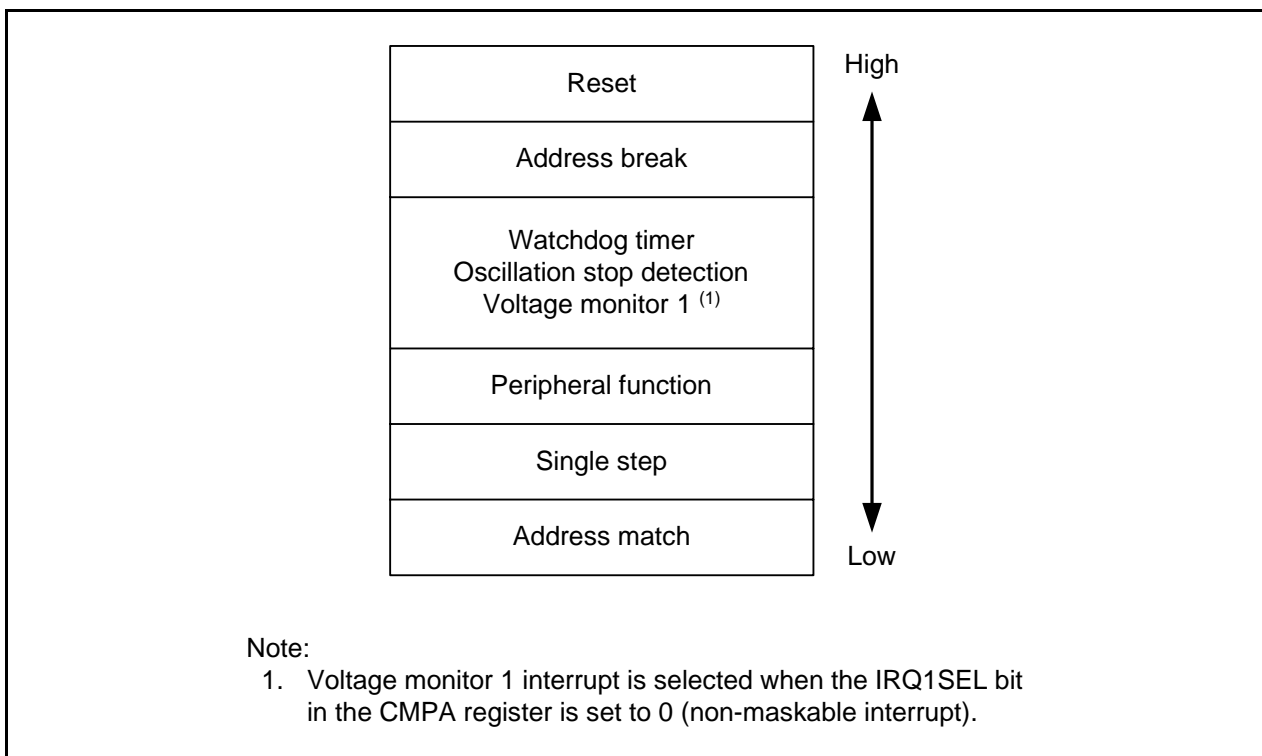 Reset
High
Address break
Watchdog timer
Oscillation stop detection
Voltage monitor 1 (1)
Peripheral function
Single step
Address match
Low
Note:
1. Voltage monitor 1 interrupt is selected when the IRQ1SEL bit
in the CMPA register is set to 0 (non-maskable interrupt).